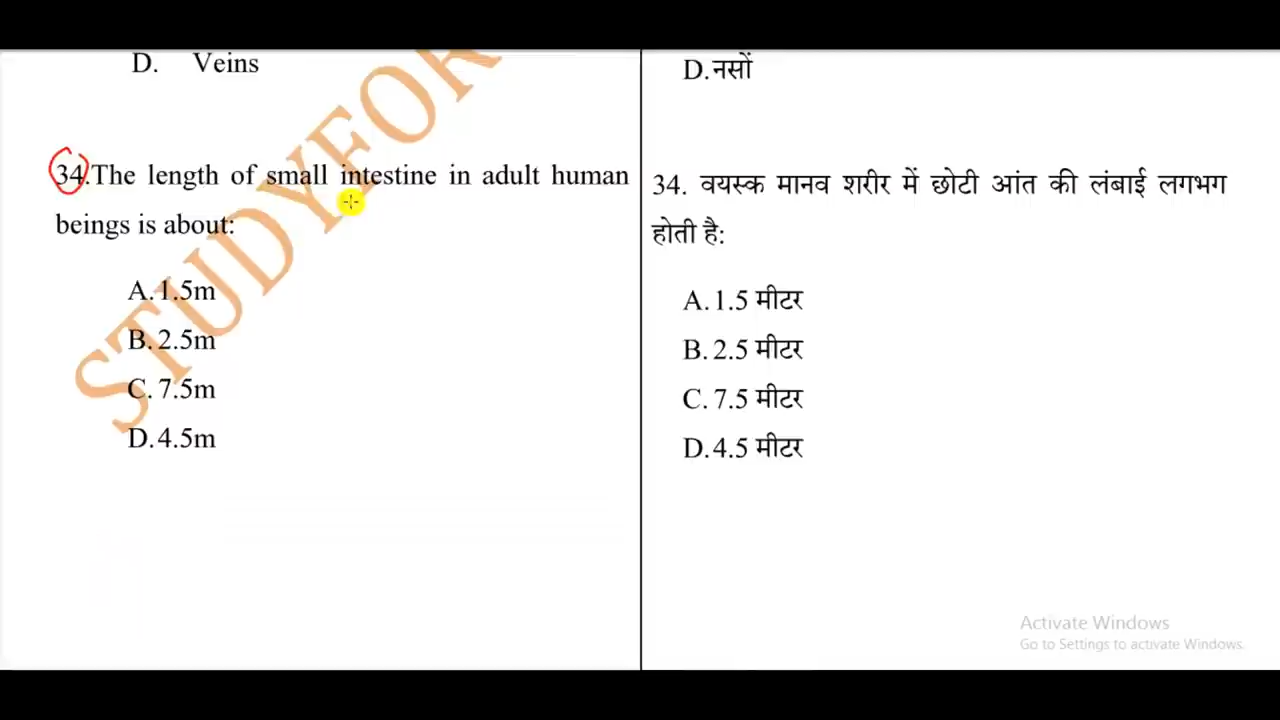 D. Veins
34.The length of small intestine in adult human
beings is about:
A.1.5m
B.2.5m
C.7.5m
D.4.5m
STUDYFOR
D.नसों
34. वयस्क मानव शरीर में छोटी आंत की लंबाई लगभग
होती है:
A.1.5 मीटर
B.2.5 मीटर
C.7.5 मीटर
D.4.5 मीटर
Activate Windows
Go to Settings to activate Windows.